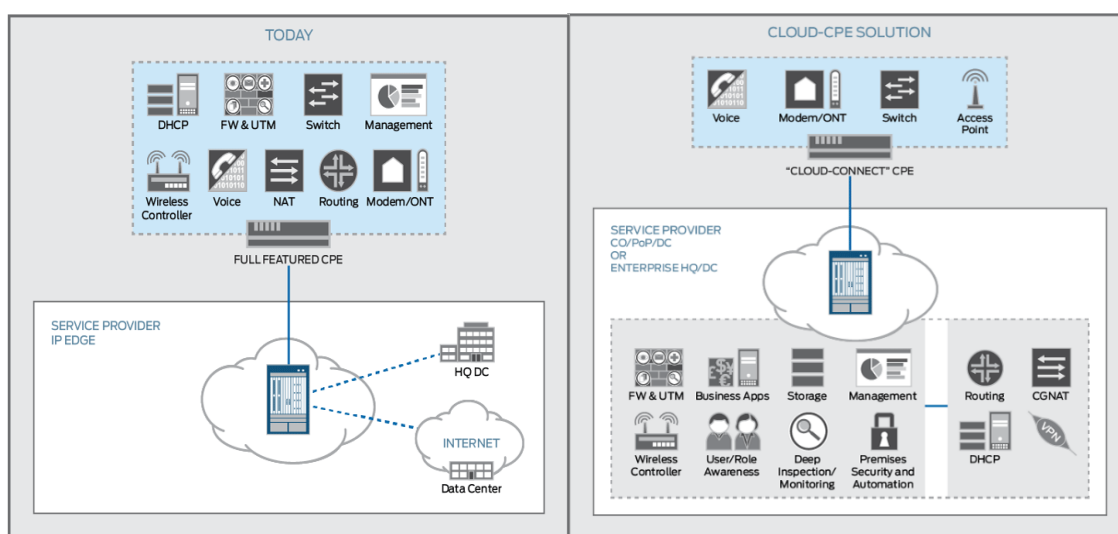 TODAY
DHCP
FW & UTM
Switch
Management
Wireless
Controller
Voice
NAT
Routing
Modem/ONT
FULL FEATURED CPE
SERVICE PROVIDER
IP EDGE
HQ DC
INTERNET
Data Center
CLOUD-CPE SOLUTION
Voice
Modem/ONT
Switch
Access
Point
“CLOUD-CONNECT” CPE
SERVICE PROVIDER
CO/PoP/DC
OR
ENTERPRISE HQ/DC
FW & UTM
Business Apps
Storage
Management
Routing
CGNAT
Wireless
Controller
User/Role
Awareness
Deep
Inspection/
Monitoring
Premises
Security and
Automation
DHCP
VPN